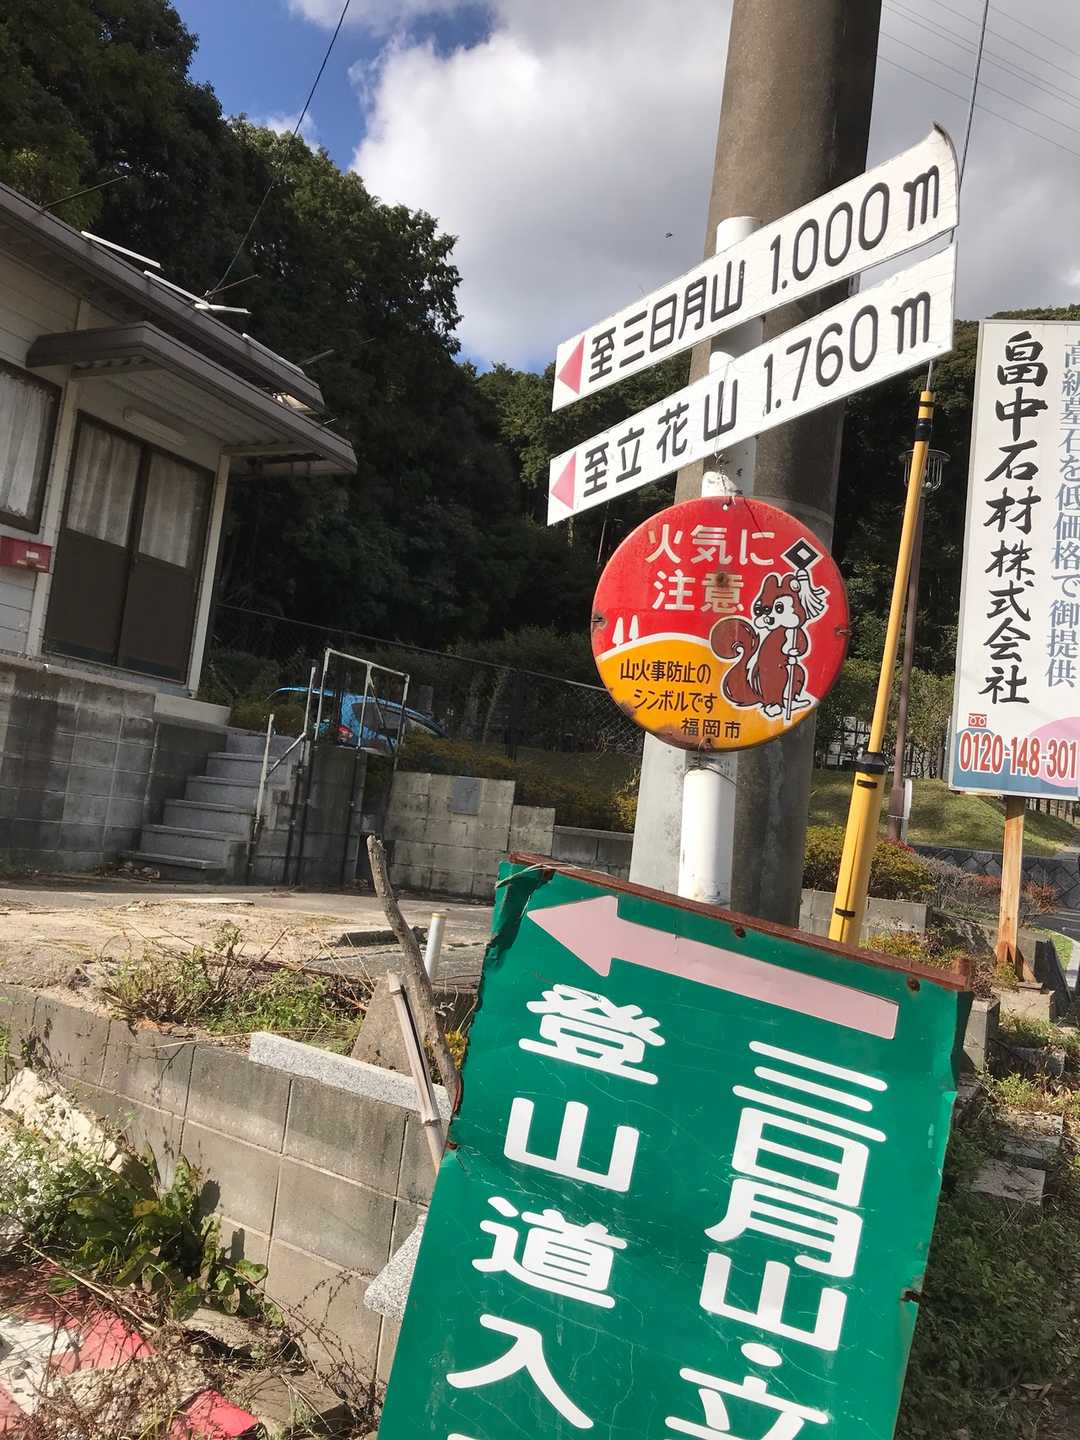 至三日月山 1.000m
至立花山 1.760m
火気に
注意
山火事防止の
シンボルです
福岡市
高級墓石を低価格で御提供
畠中石材株式会社
0120-148-301
三日月山・立
登山道入